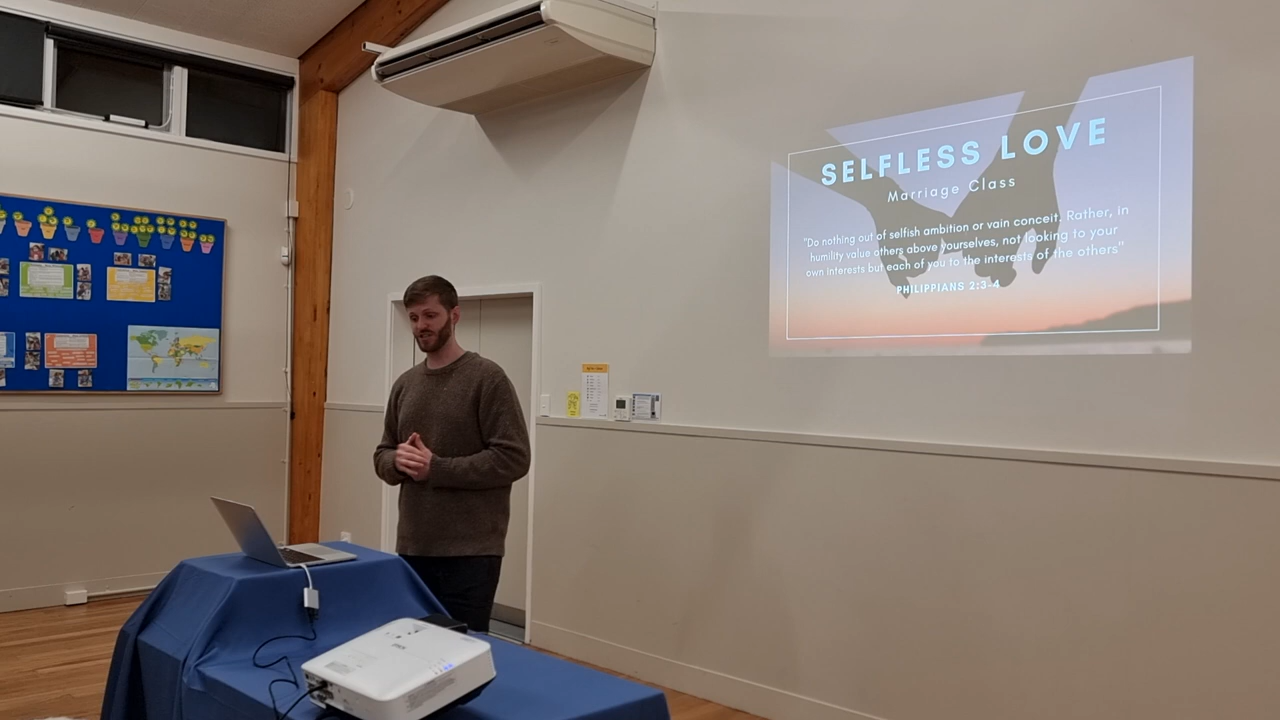 SELFLESS LOVE
Marriage Class
"Do nothing out of selfish ambition or vain conceit. Rather, in
humility value others above yourselves, not looking to your
own interests but each of you to the interests of the others"
PHILIPPIANS 2:3-4